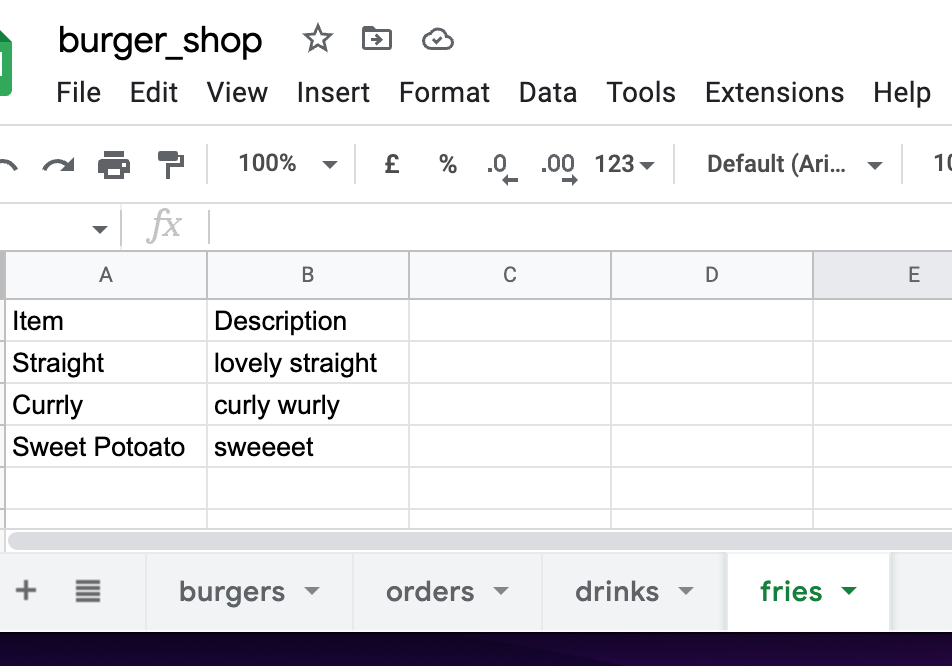 burger_shop
File Edit View Insert Format Data Tools Extensions Help
100% £ % .0 .00 123 Default (Ari... 10
fx
A B C D E
Item Description
Straight lovely straight
Currly curly wurly
Sweet Potoato sweeeet
+ burgers orders drinks fries